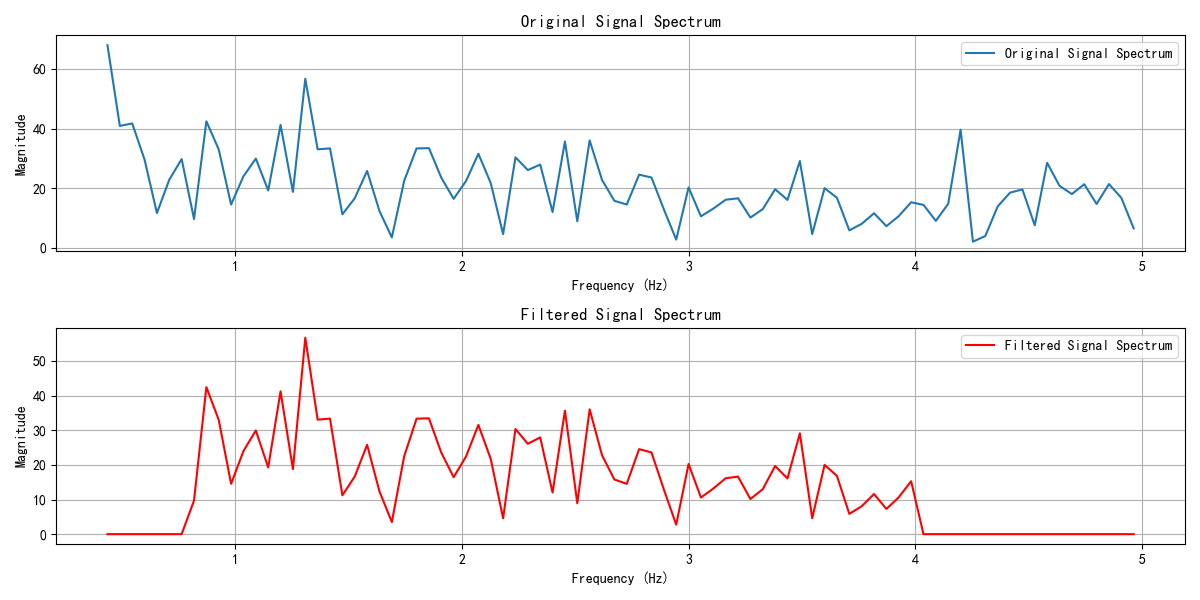 Original Signal Spectrum
Original Signal Spectrum
Magnitude
60
40
20
0
1 2 3 4 5
Frequency (Hz)
Filtered Signal Spectrum
Filtered Signal Spectrum
Magnitude
50
40
30
20
10
0
1 2 3 4 5
Frequency (Hz)